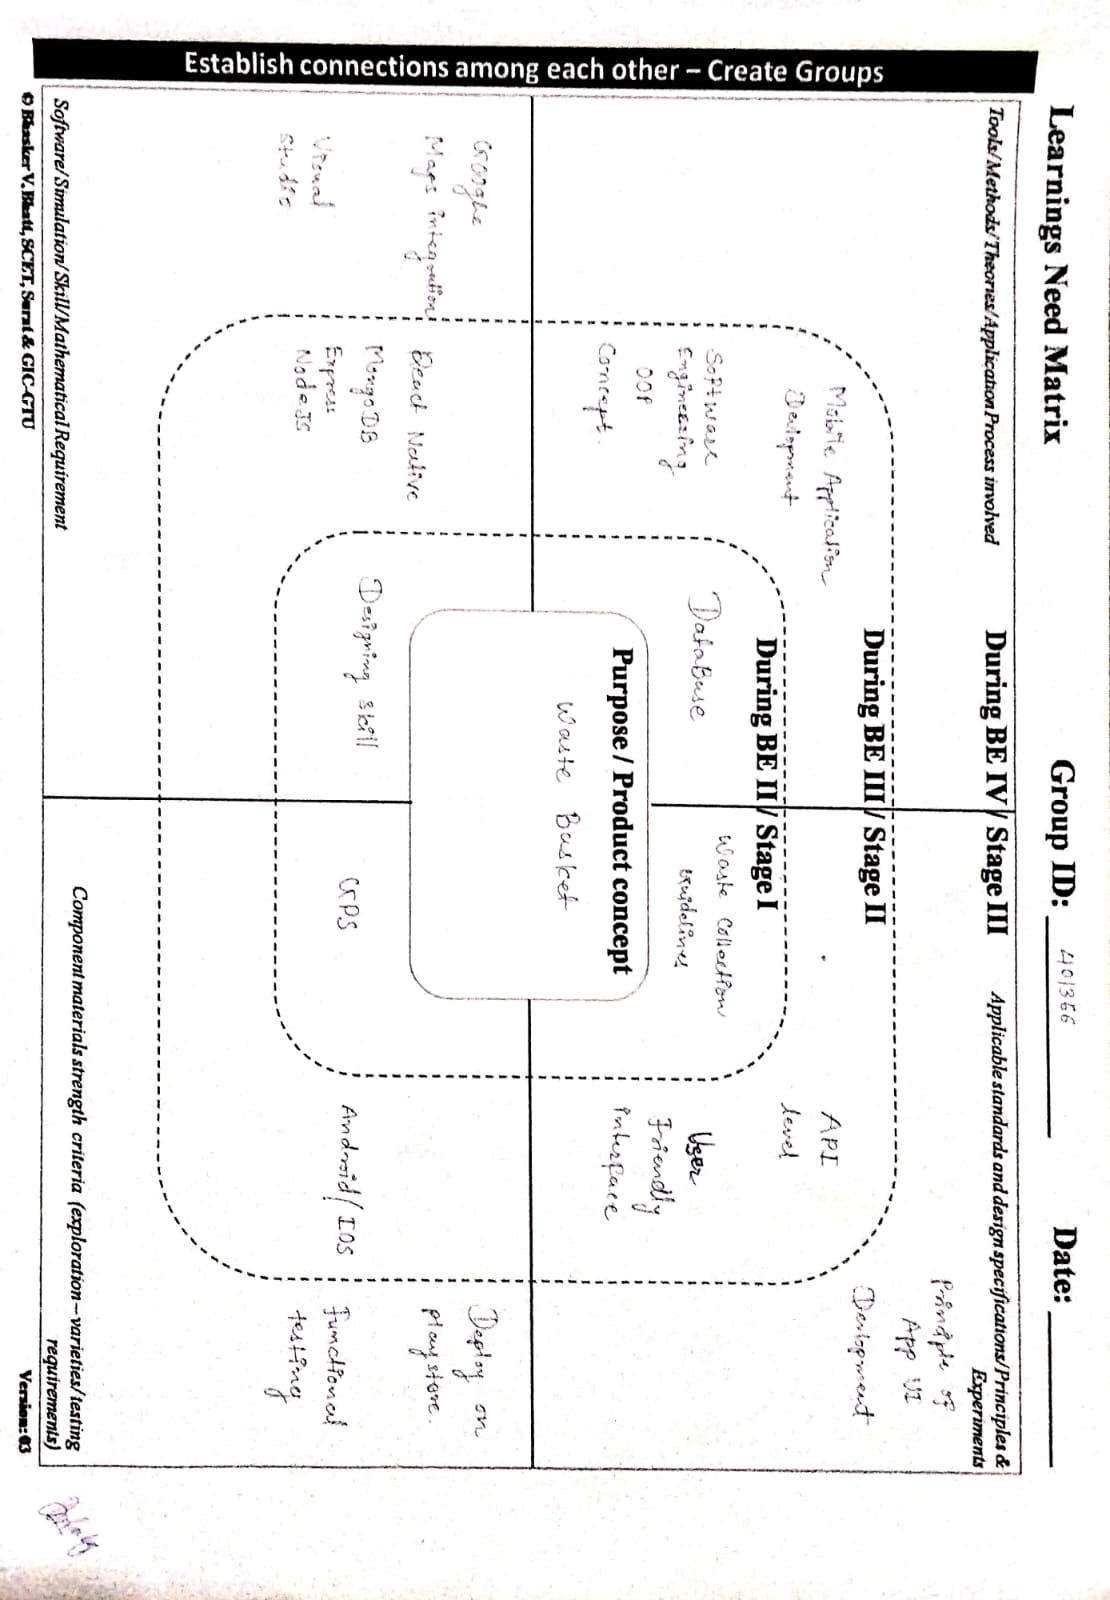 Establish connections among each other – Create Groups
Learnings Need Matrix
Group ID: 401366
Date:
Tools/Methods/Theories/Application Process involved
During BE IV / Stage III
Applicable standards and design specifications/Principles &
Experiments
During BE III / Stage II
During BE II / Stage I
Mobile Application
Devlopment
Software
Engineering
OOP
Concept.
DataBase
Waste Collection
Guidelines
API
level
User
Friendly
interface
Principle of
App UI
Devlopment
Purpose / Product concept
Waste Basket
Google
Maps integration
Visual
Studio
React Native
MongoDB
Express
NodeJS
Designing skill
GPS
Android/IOS
Deploy on
playstore.
Functional
testing
Software/Simulation/Skill/Mathematical Requirement
Component materials strength criteria (exploration – varieties/testing
requirements)
© Bhasker V. Bhatt, SCET, Surat & GIC-GTU
Version: 03